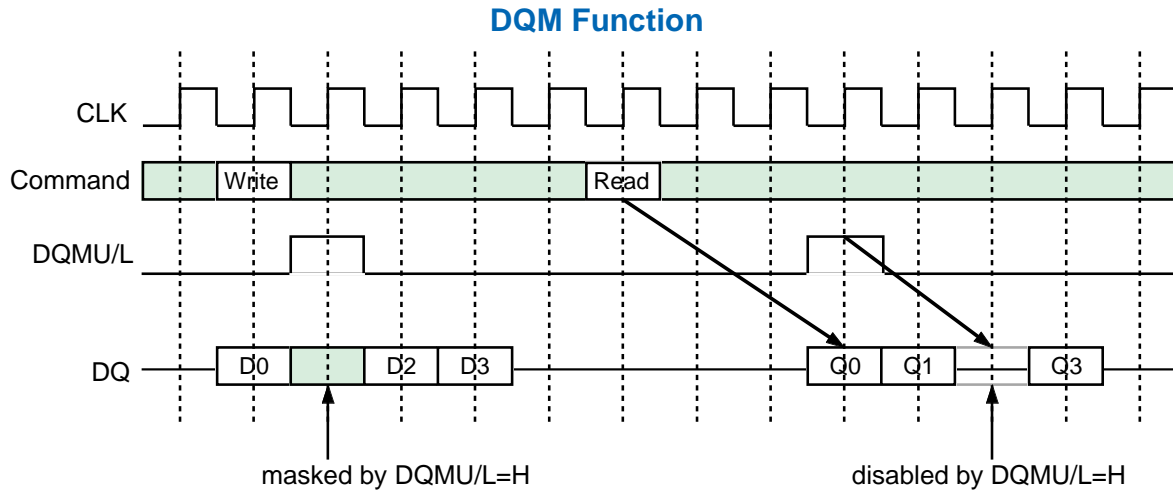 DQM Function
CLK
Command Write Read
DQMU/L
DQ D0 D2 D3 Q0 Q1 Q3
masked by DQMU/L=H disabled by DQMU/L=H